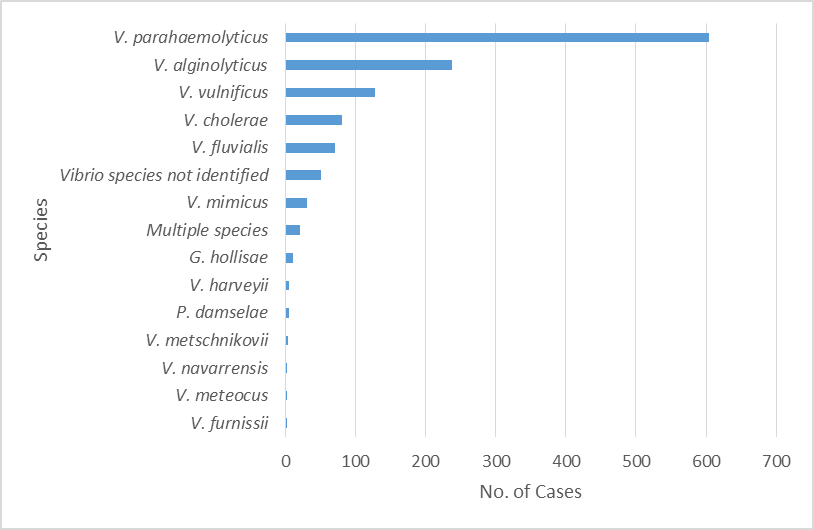 V. parahaemolyticus
V. alginolyticus
V. vulnificus
V. cholerae
V. fluvialis
Vibrio species not identified
V. mimicus
Multiple species
G. hollisae
V. harveyii
P. damselae
V. metschnikovii
V. navarrensis
V. meteocus
V. furnissii
Species
0 100 200 300 400 500 600 700
No. of Cases